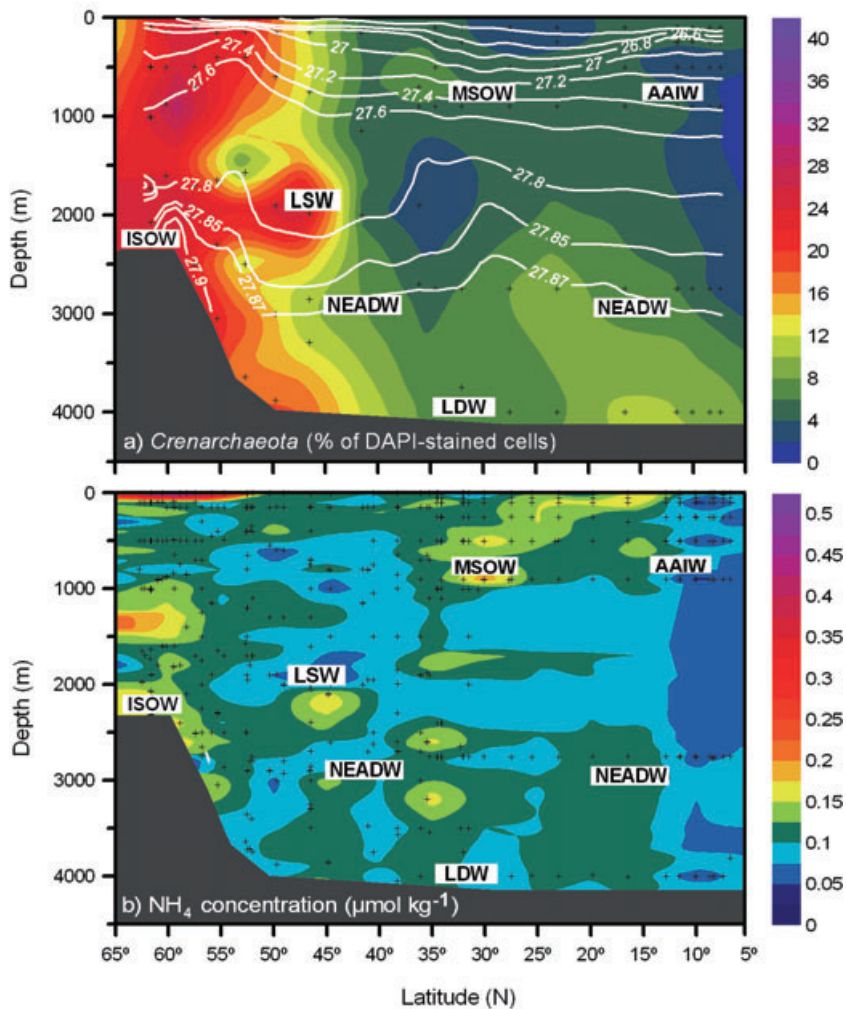 0
1000
2000
3000
4000
Depth (m)
27.4
27.6
27
27.2
27.4
27.6
26.8
26.6
27
27.2
MSOW
AAIW
27.8
27.85
27.9
27.87
27.8
27.85
27.87
LSW
ISOW
NEADW
NEADW
LDW
a) Crenarchaeota (% of DAPI-stained cells)
40
36
32
28
24
20
16
12
8
4
0
0
1000
2000
3000
4000
Depth (m)
MSOW
AAIW
LSW
ISOW
NEADW
NEADW
LDW
b) NH₄ concentration (µmol kg⁻¹)
0.5
0.45
0.4
0.35
0.3
0.25
0.2
0.15
0.1
0.05
0
65º 60º 55º 50º 45º 40º 35º 30º 25º 20º 15º 10º 5º
Latitude (N)